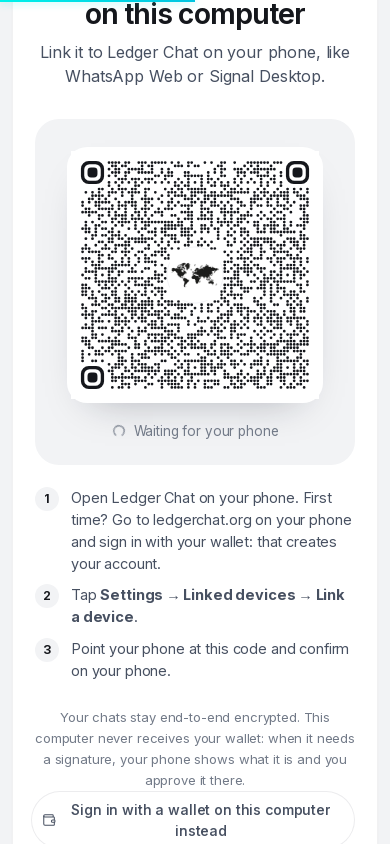 on this computer
Link it to Ledger Chat on your phone, like
WhatsApp Web or Signal Desktop.
Waiting for your phone
1 Open Ledger Chat on your phone. First
time? Go to ledgerchat.org on your phone
and sign in with your wallet: that creates
your account.
2 Tap Settings → Linked devices → Link
a device.
3 Point your phone at this code and confirm
on your phone.
Your chats stay end-to-end encrypted. This
computer never receives your wallet: when it needs
a signature, your phone shows what it is and you
approve it there.
Sign in with a wallet on this computer
instead